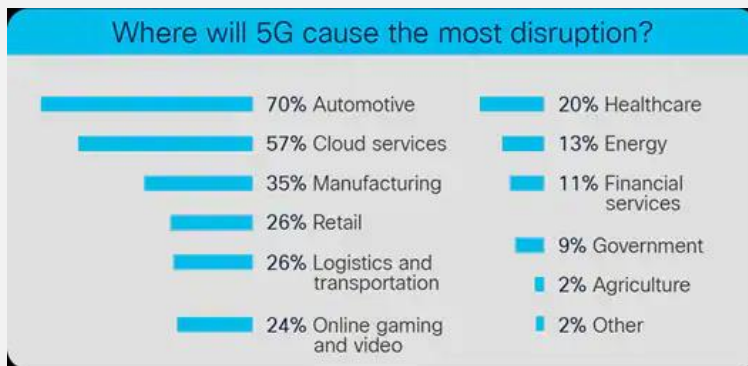 Where will 5G cause the most disruption?
70% Automotive
57% Cloud services
35% Manufacturing
26% Retail
26% Logistics and
transportation
24% Online gaming
and video
20% Healthcare
13% Energy
11% Financial
services
9% Government
2% Agriculture
2% Other